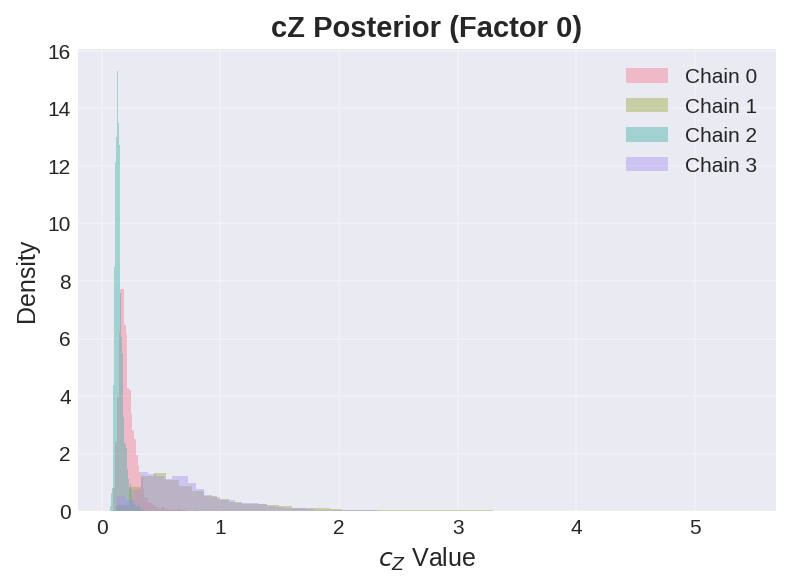 cZ Posterior (Factor 0)
16
14
12
10
8
6
4
2
0
Density
Chain 0
Chain 1
Chain 2
Chain 3
0 1 2 3 4 5
c_Z Value